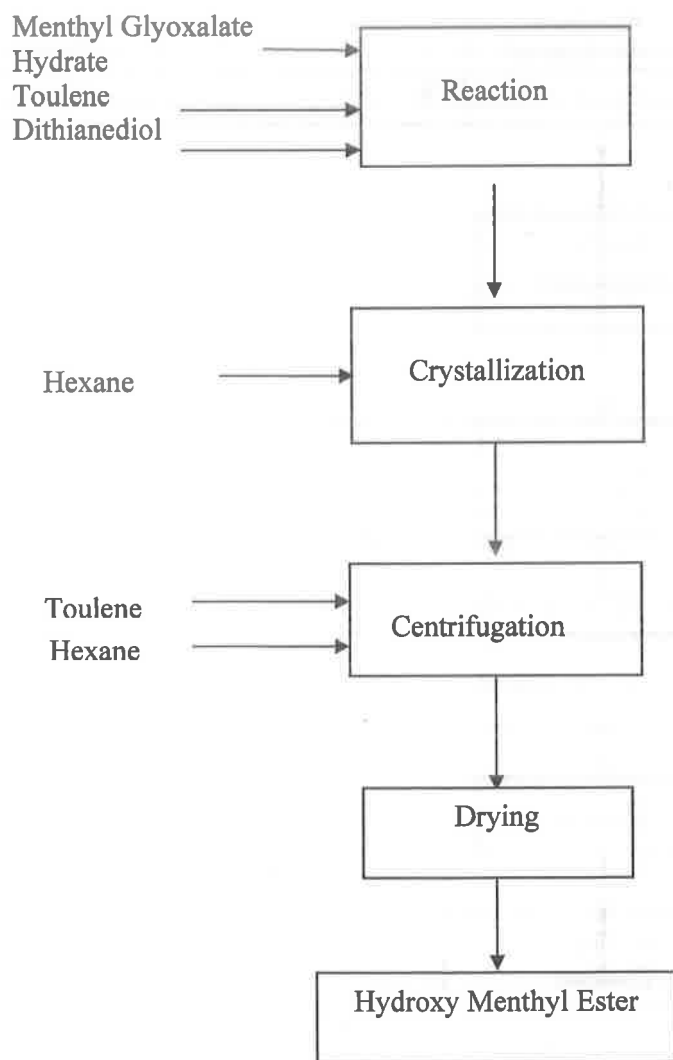 Menthyl Glyoxalate
Hydrate
Toulene
Dithianediol
Reaction
Hexane
Crystallization
Toulene
Hexane
Centrifugation
Drying
Hydroxy Menthyl Ester